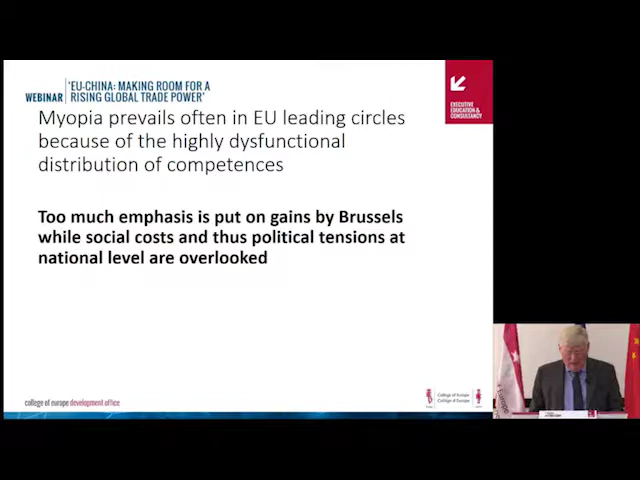 WEBINAR
'EU-CHINA: MAKING ROOM FOR A
RISING GLOBAL TRADE POWER'
EXECUTIVE
EDUCATION &
CONSULTANCY
Myopia prevails often in EU leading circles
because of the highly dysfunctional
distribution of competences
Too much emphasis is put on gains by Brussels
while social costs and thus political tensions at
national level are overlooked
college of europe development office
College of Europe
Collège d'Europe